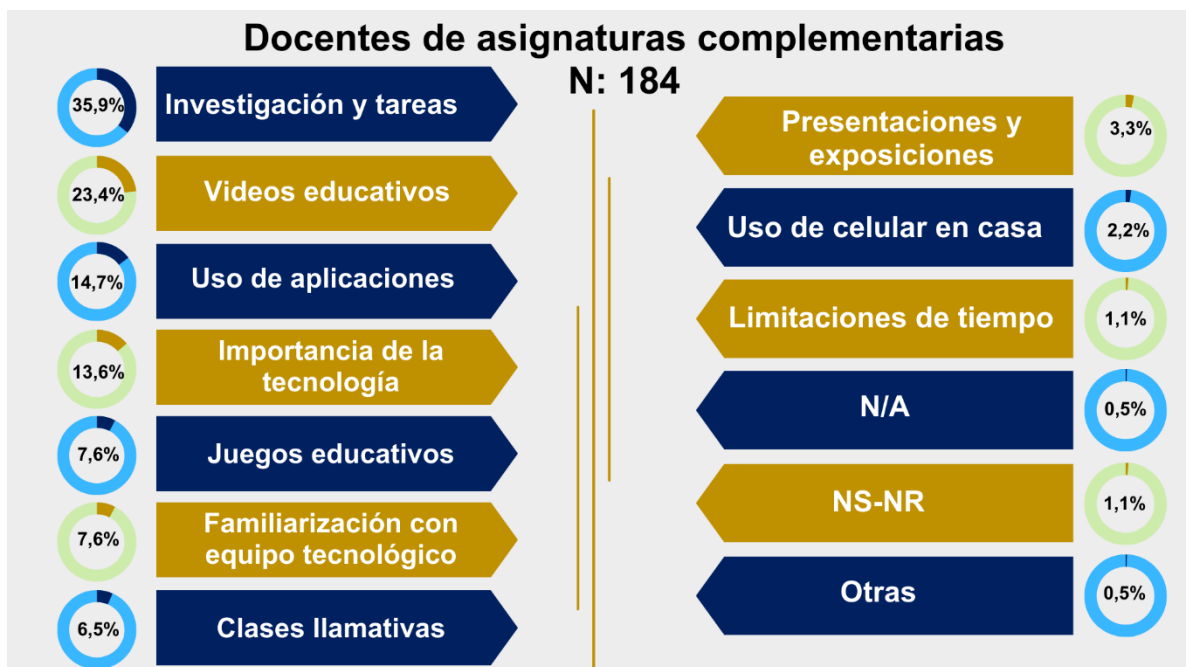 Docentes de asignaturas complementarias
N: 184
35,9%
Investigación y tareas
23,4%
Videos educativos
14,7%
Uso de aplicaciones
13,6%
Importancia de la
tecnología
7,6%
Juegos educativos
7,6%
Familiarización con
equipo tecnológico
6,5%
Clases llamativas
Presentaciones y
exposiciones
3,3%
Uso de celular en casa
2,2%
Limitaciones de tiempo
1,1%
N/A
0,5%
NS-NR
1,1%
Otras
0,5%